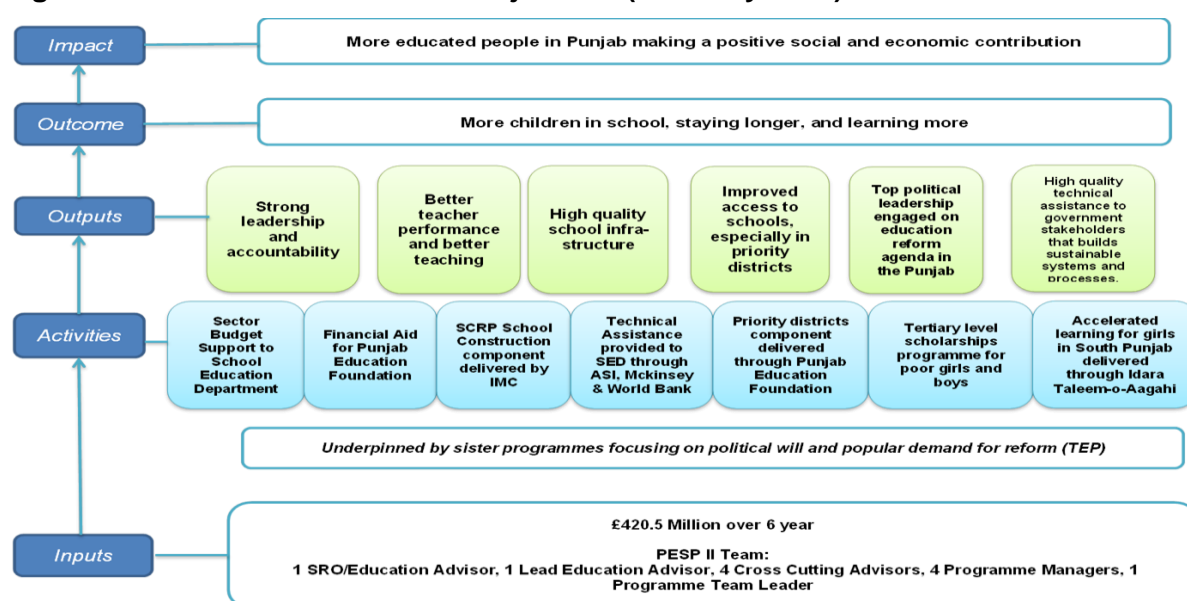 Impact
More educated people in Punjab making a positive social and economic contribution
Outcome
More children in school, staying longer, and learning more
Outputs
Strong
leadership
and
accountability
Better
teacher
performance
and better
teaching
High quality
school infra-
structure
Improved
access to
schools,
especially in
priority
districts
Top political
leadership
engaged on
education
reform
agenda in
the Punjab
High quality
technical
assistance to
government
stakeholders
that builds
sustainable
systems and
processes.
Activities
Sector
Budget
Support to
School
Education
Department
Financial Aid
for Punjab
Education
Foundation
SCRP School
Construction
component
delivered by
IMC
Technical
Assistance
provided to
SED through
ASI, Mckinsey
& World Bank
Priority districts
component
delivered
through Punjab
Education
Foundation
Tertiary level
scholarships
programme for
poor girls and
boys
Accelerated
learning for girls
in South Punjab
delivered
through Idara
Taleem-o-Aagahi
Underpinned by sister programmes focusing on political will and popular demand for reform (TEP)
Inputs
£420.5 Million over 6 year
PESP II Team:
1 SRO/Education Advisor, 1 Lead Education Advisor, 4 Cross Cutting Advisors, 4 Programme Managers, 1
Programme Team Leader